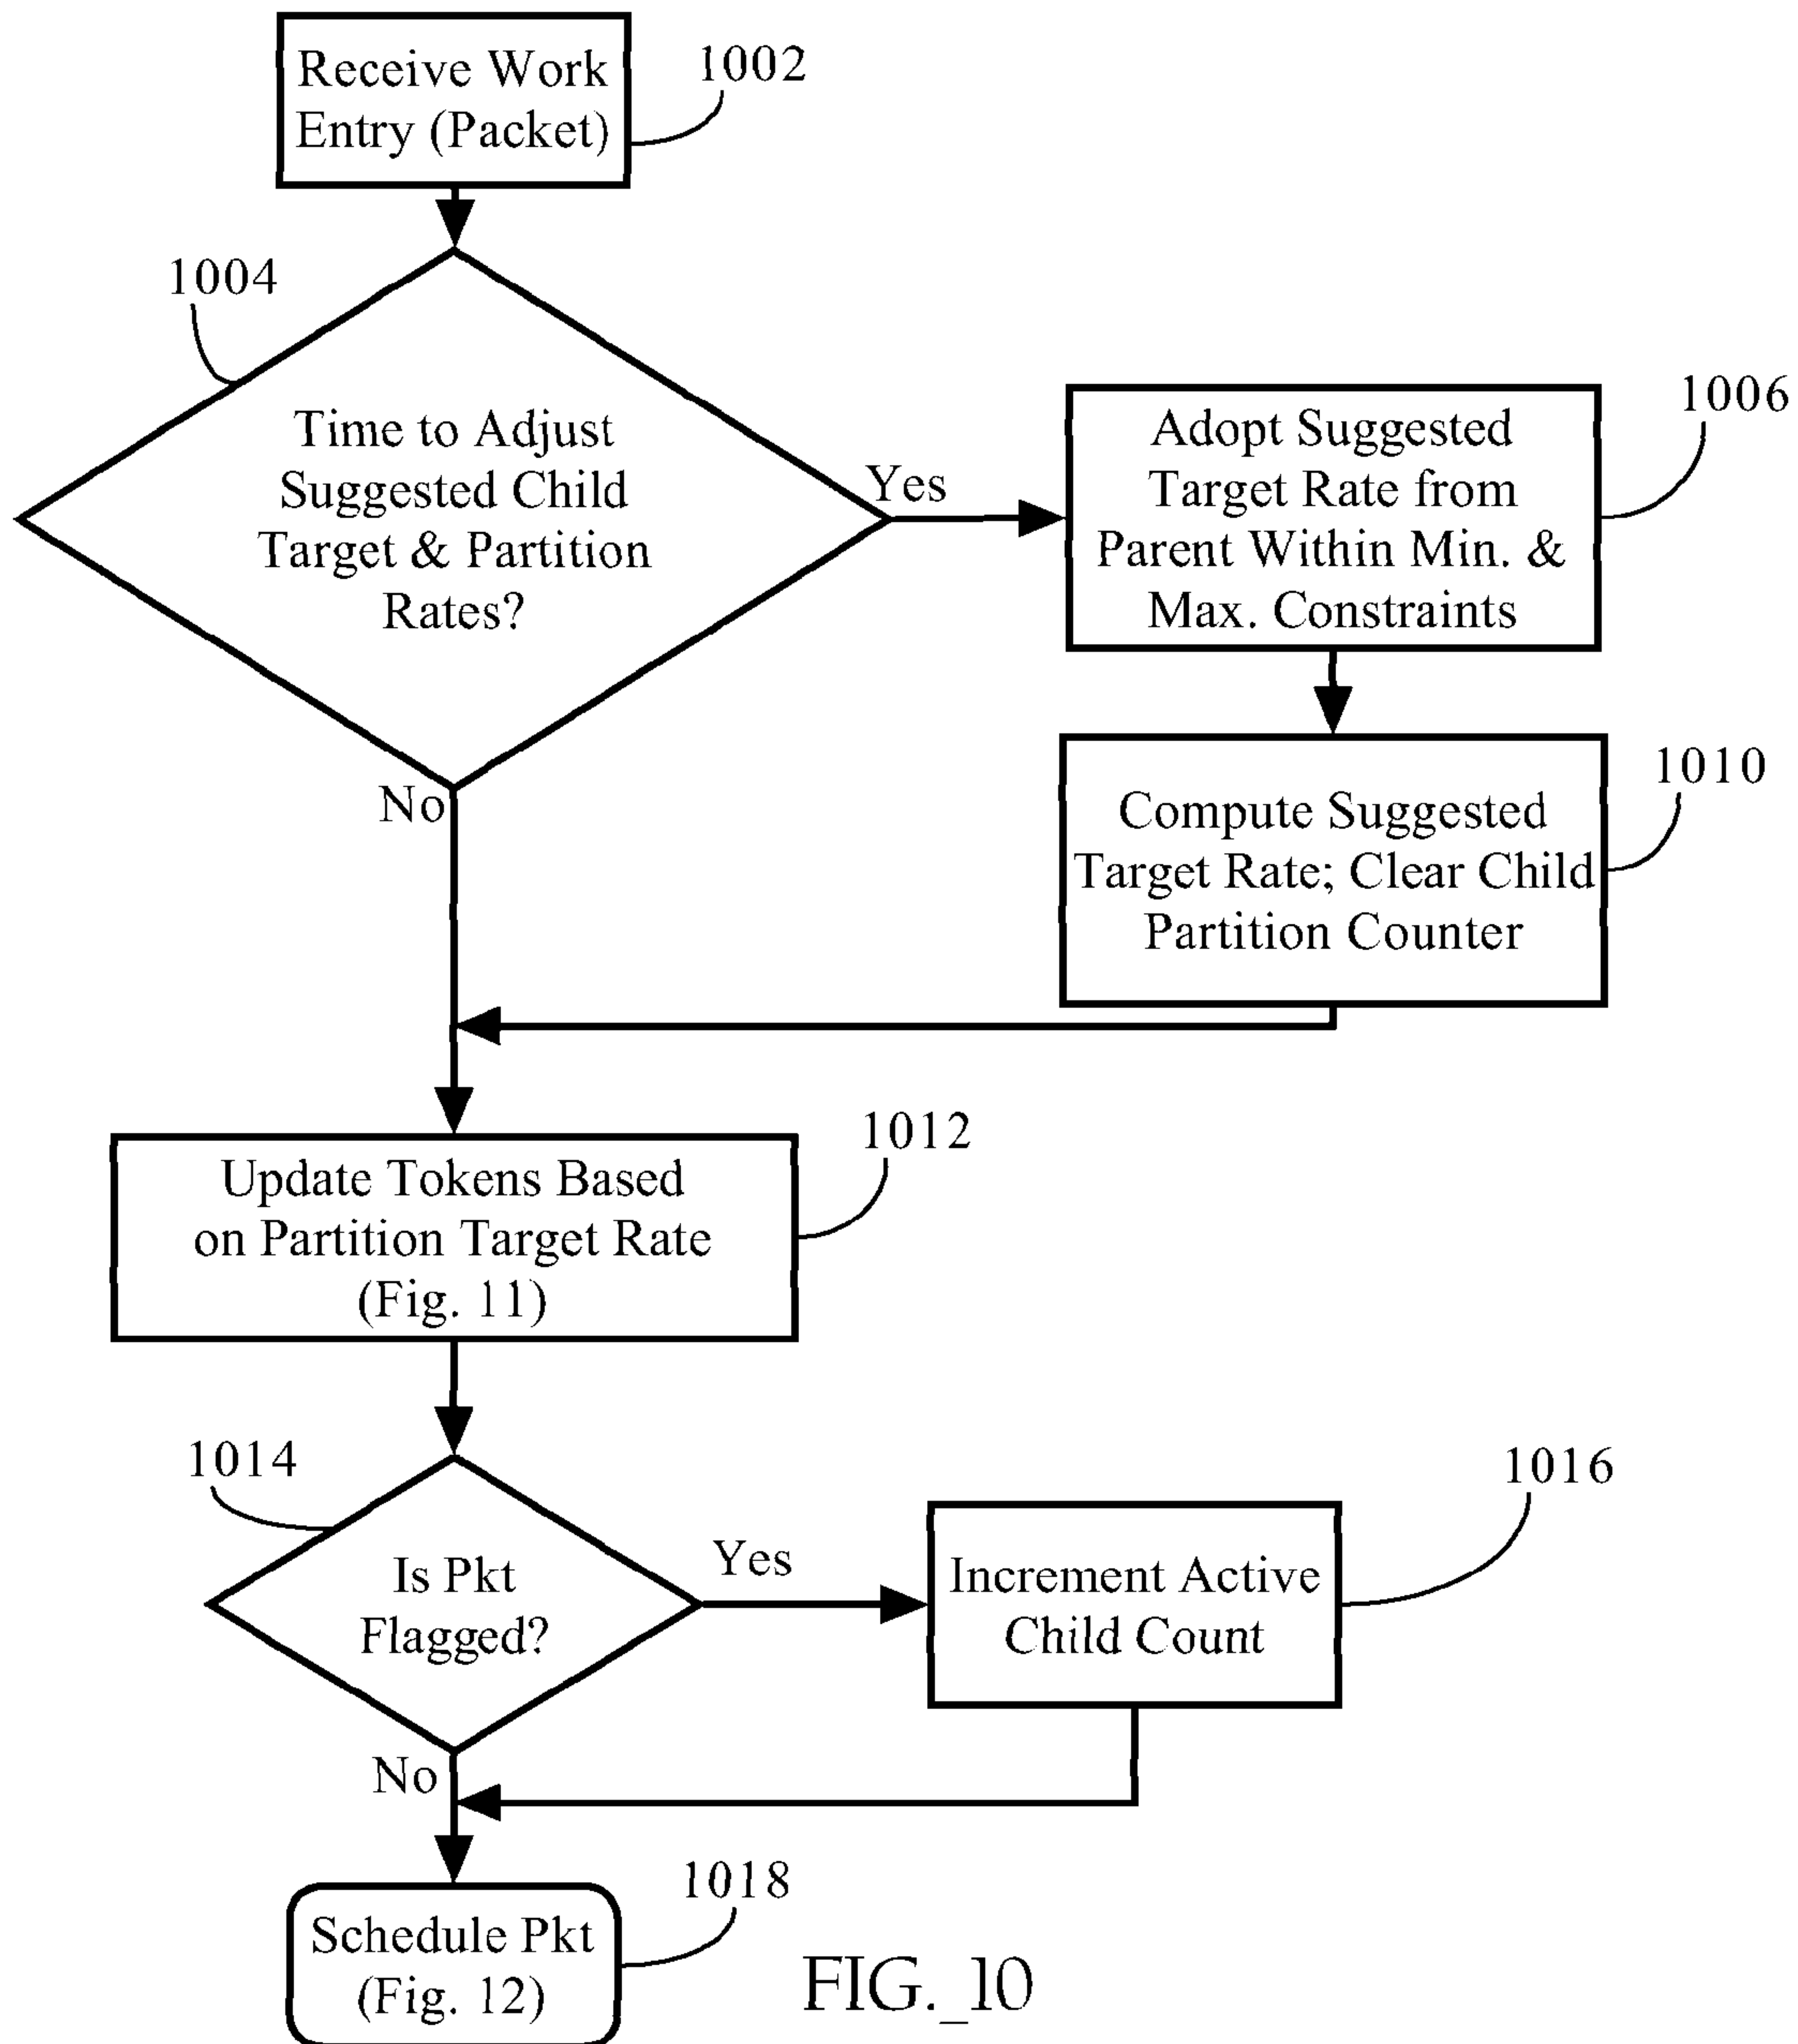 Receive Work
Entry (Packet)
1002
1004
Time to Adjust
Suggested Child
Target & Partition
Rates?
Yes
No
Adopt Suggested
Target Rate from
Parent Within Min. &
Max. Constraints
1006
Compute Suggested
Target Rate; Clear Child
Partition Counter
1010
Update Tokens Based
on Partition Target Rate
(Fig. 11)
1012
1014
Is Pkt
Flagged?
Yes
No
Increment Active
Child Count
1016
Schedule Pkt
(Fig. 12)
1018
FIG._10